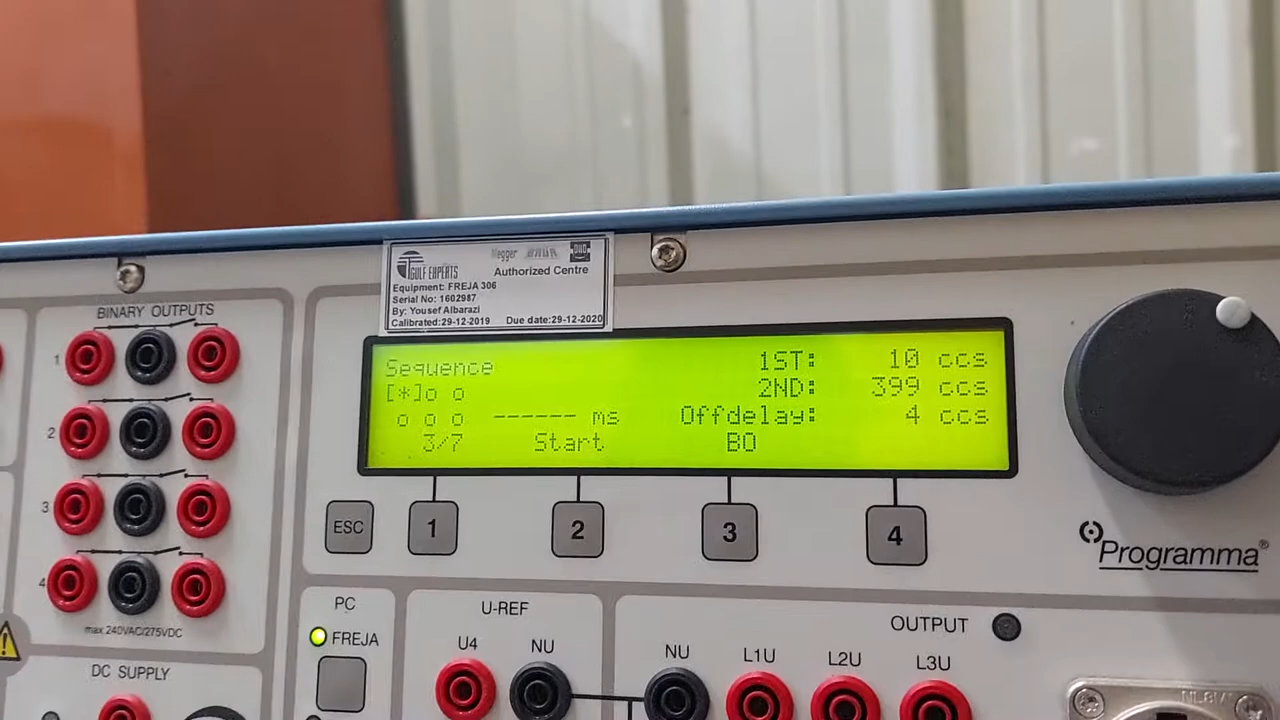 BINARY OUTPUTS
1
2
3
4
max 240VAC/275VDC
DC SUPPLY
GULF EXPERTS
Megger
Authorized Centre
Equipment: FREJA 306
Serial No: 1602987
By: Yousef Albarazi
Calibrated:29-12-2019 Due date:29-12-2020
Sequence 1ST: 10 ccs
[*]o o 2ND: 399 ccs
o o o ------ ms Offdelay: 4 ccs
3/7 Start BO
ESC 1 2 3 4
Programma®
PC
FREJA
U-REF
U4 NU
OUTPUT
NU L1U L2U L3U